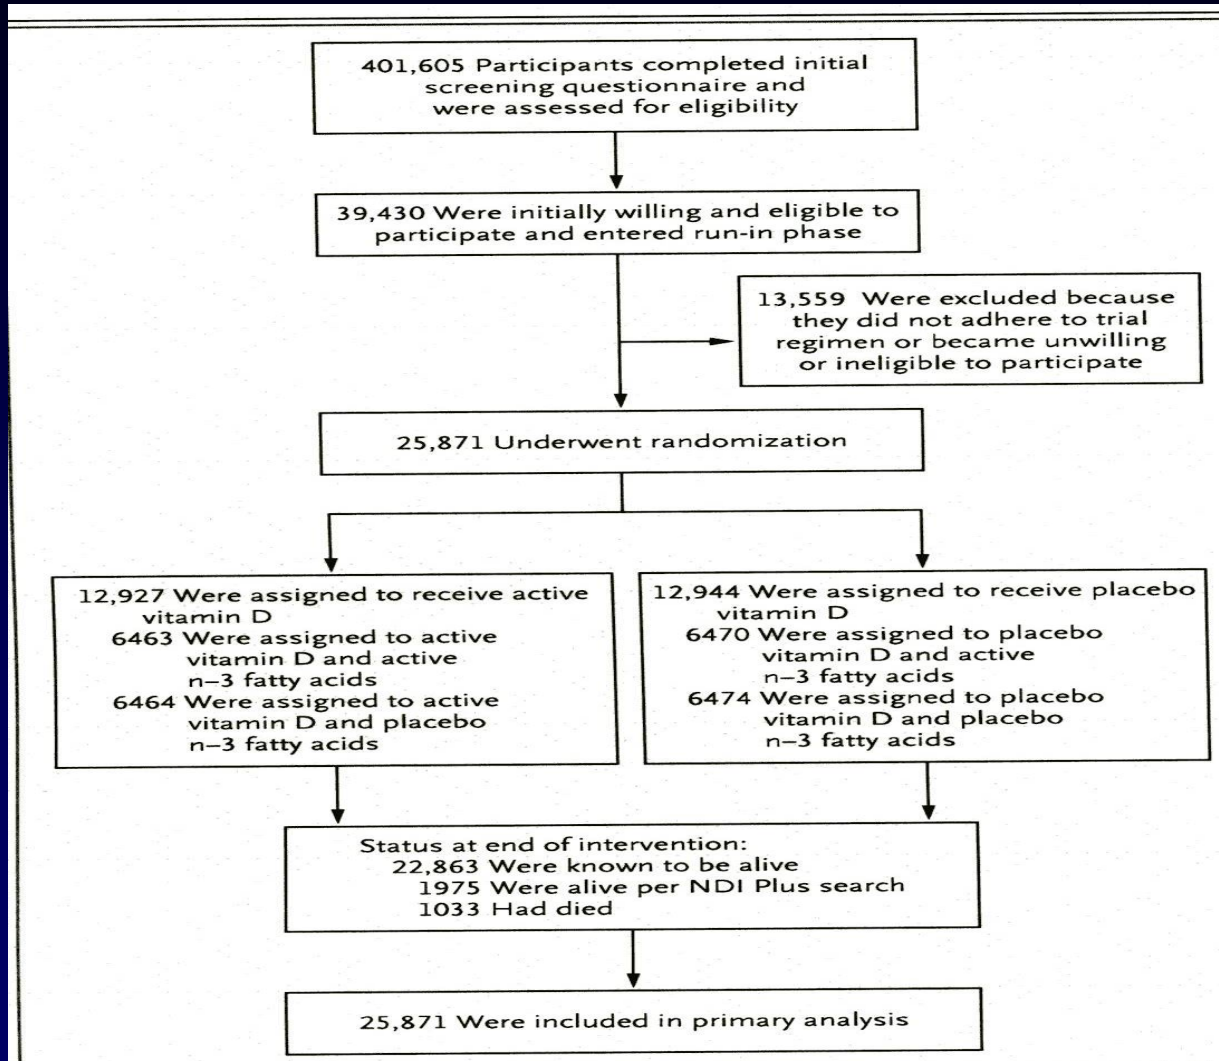 401,605 Participants completed initial
screening questionnaire and
were assessed for eligibility
39,430 Were initially willing and eligible to
participate and entered run-in phase
13,559 Were excluded because
they did not adhere to trial
regimen or became unwilling
or ineligible to participate
25,871 Underwent randomization
12,927 Were assigned to receive active
vitamin D
6463 Were assigned to active
vitamin D and active
n–3 fatty acids
6464 Were assigned to active
vitamin D and placebo
n–3 fatty acids
12,944 Were assigned to receive placebo
vitamin D
6470 Were assigned to placebo
vitamin D and active
n–3 fatty acids
6474 Were assigned to placebo
vitamin D and placebo
n–3 fatty acids
Status at end of intervention:
22,863 Were known to be alive
1975 Were alive per NDI Plus search
1033 Had died
25,871 Were included in primary analysis